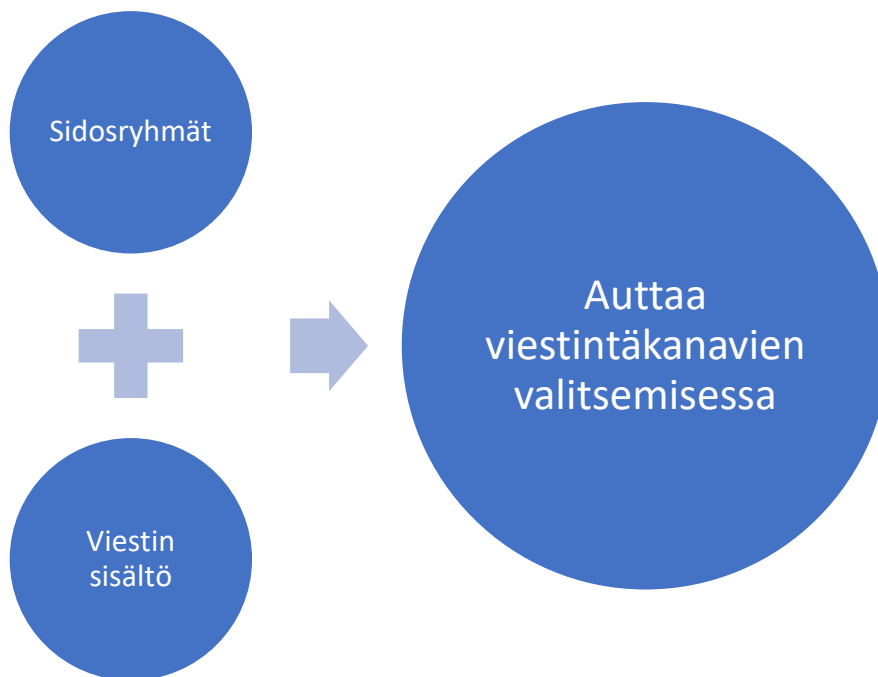 Sidosryhmät
Viestin
sisältö
Auttaa
viestintäkanavien
valitsemisessa